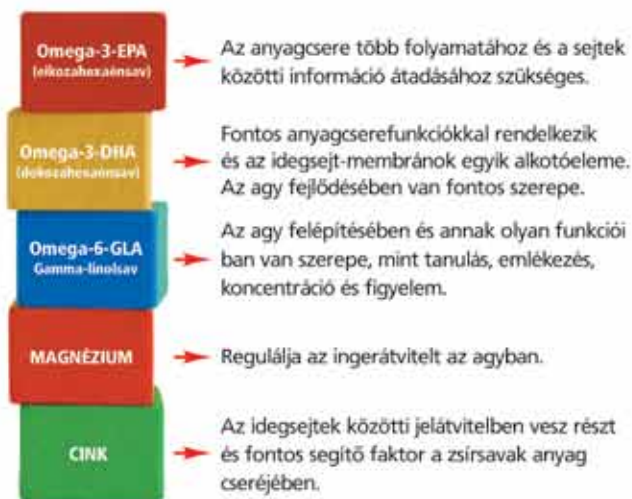 Omega-3-EPA
(eikozahexaénsav)
Az anyagcsere több folyamatához és a sejtek
közötti információ átadásához szükséges.
Omega-3-DHA
(dokozahexaénsav)
Fontos anyagcserefunkciókkal rendelkezik
és az idegsejt-membránok egyik alkotóeleme.
Az agy fejlődésében van fontos szerepe.
Omega-6-GLA
Gamma-linolsav
Az agy felépítésében és annak olyan funkciói
ban van szerepe, mint tanulás, emlékezés,
koncentráció és figyelem.
MAGNÉZIUM
Regulálja az ingerátvitelt az agyban.
CINK
Az idegsejtek közötti jelátvitelben vesz részt
és fontos segítő faktor a zsírsavak anyag
cseréjében.